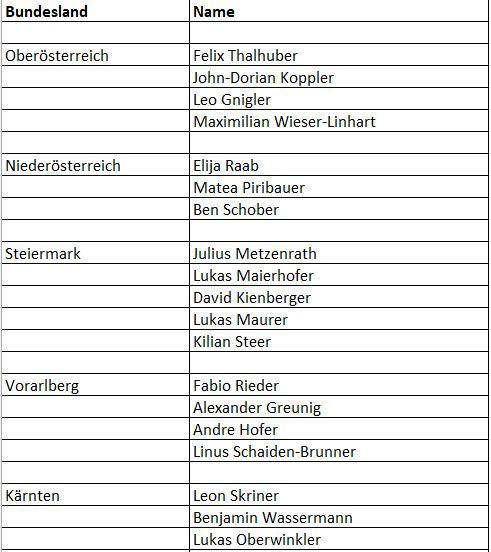 Bundesland Name
Oberösterreich Felix Thalhuber
John-Dorian Koppler
Leo Gnigler
Maximilian Wieser-Linhart
Niederösterreich Elija Raab
Matea Piribauer
Ben Schober
Steiermark Julius Metzenrath
Lukas Maierhofer
David Kienberger
Lukas Maurer
Kilian Steer
Vorarlberg Fabio Rieder
Alexander Greunig
Andre Hofer
Linus Schaiden-Brunner
Kärnten Leon Skriner
Benjamin Wassermann
Lukas Oberwinkler